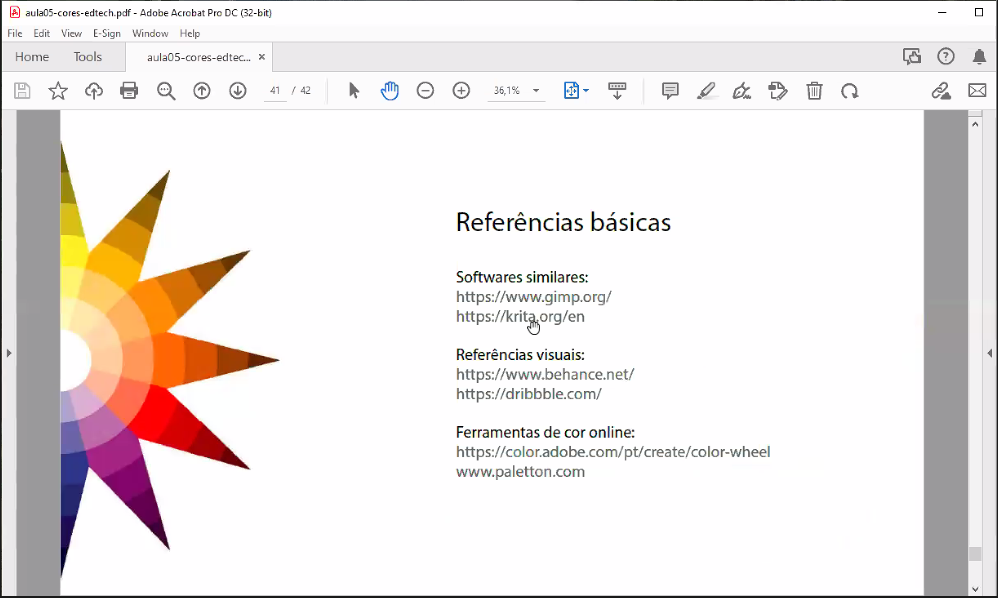 aula05-cores-edtech.pdf - Adobe Acrobat Pro DC (32-bit)
File Edit View E-Sign Window Help
Home Tools aula05-cores-edtec... ×
41 / 42 36,1%
Referências básicas
Softwares similares:
https://www.gimp.org/
https://krita.org/en
Referências visuais:
https://www.behance.net/
https://dribbble.com/
Ferramentas de cor online:
https://color.adobe.com/pt/create/color-wheel
www.paletton.com